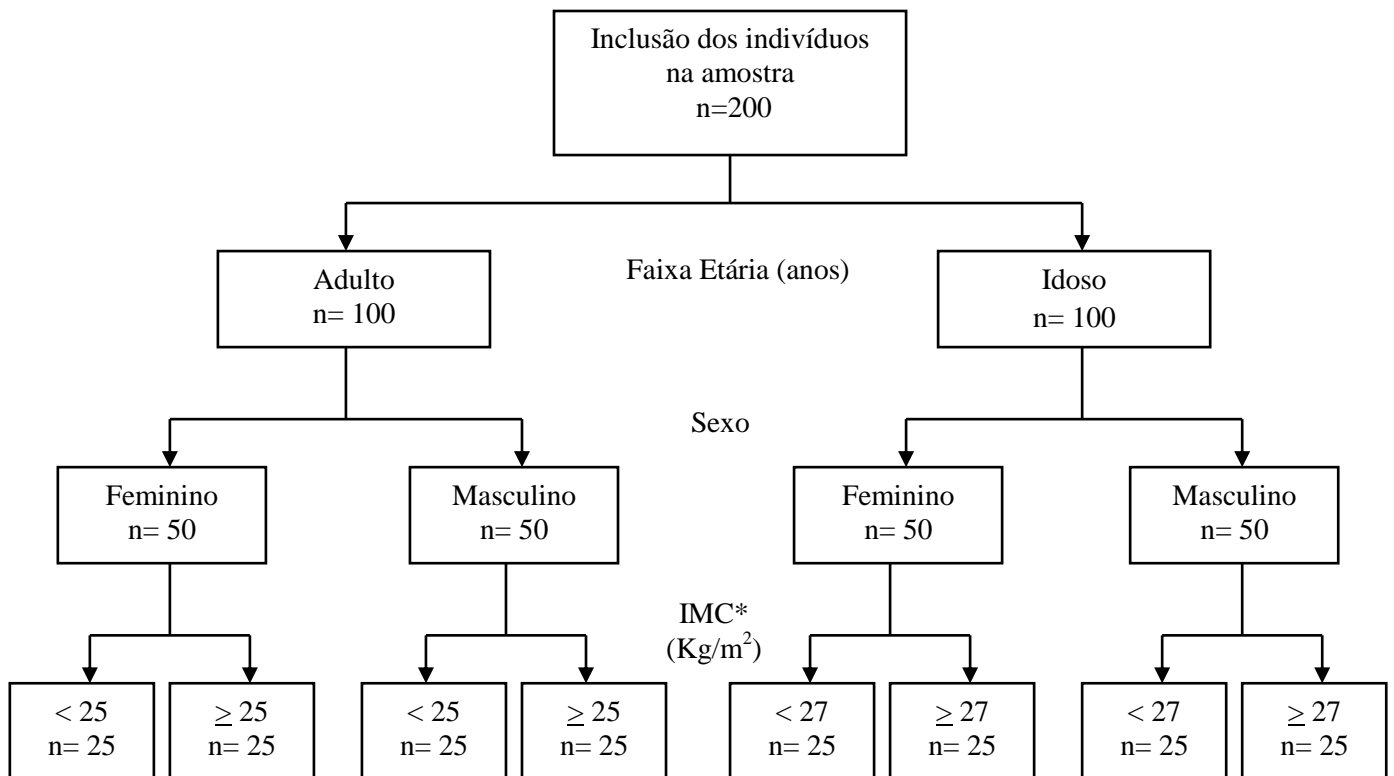 Inclusão dos indivíduos
na amostra
n=200
Adulto
n= 100
Faixa Etária (anos)
Idoso
n= 100
Sexo
Feminino
n= 50
Masculino
n= 50
Feminino
n= 50
Masculino
n= 50
IMC*
(Kg/m²)
< 25
n= 25
≥ 25
n= 25
< 25
n= 25
≥ 25
n= 25
< 27
n= 25
≥ 27
n= 25
< 27
n= 25
≥ 27
n= 25